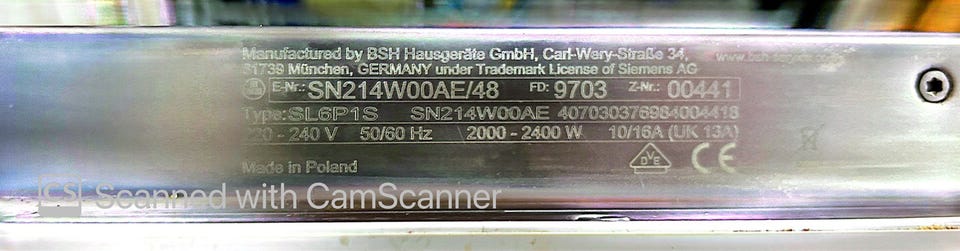 Manufactured by BSH Hausgeräte GmbH, Carl-Wery-Straße 34,
81739 München, GERMANY under Trademark License of Siemens AG
E-Nr.: SN214W00AE/48 FD: 9703 Z-Nr.: 00441
Type: SL6P1S SN214W00AE 407030376984004418
220 - 240 V 50/60 Hz 2000 - 2400 W 10/16A (UK 13A)
Made in Poland
DVE CE
CS Scanned with CamScanner